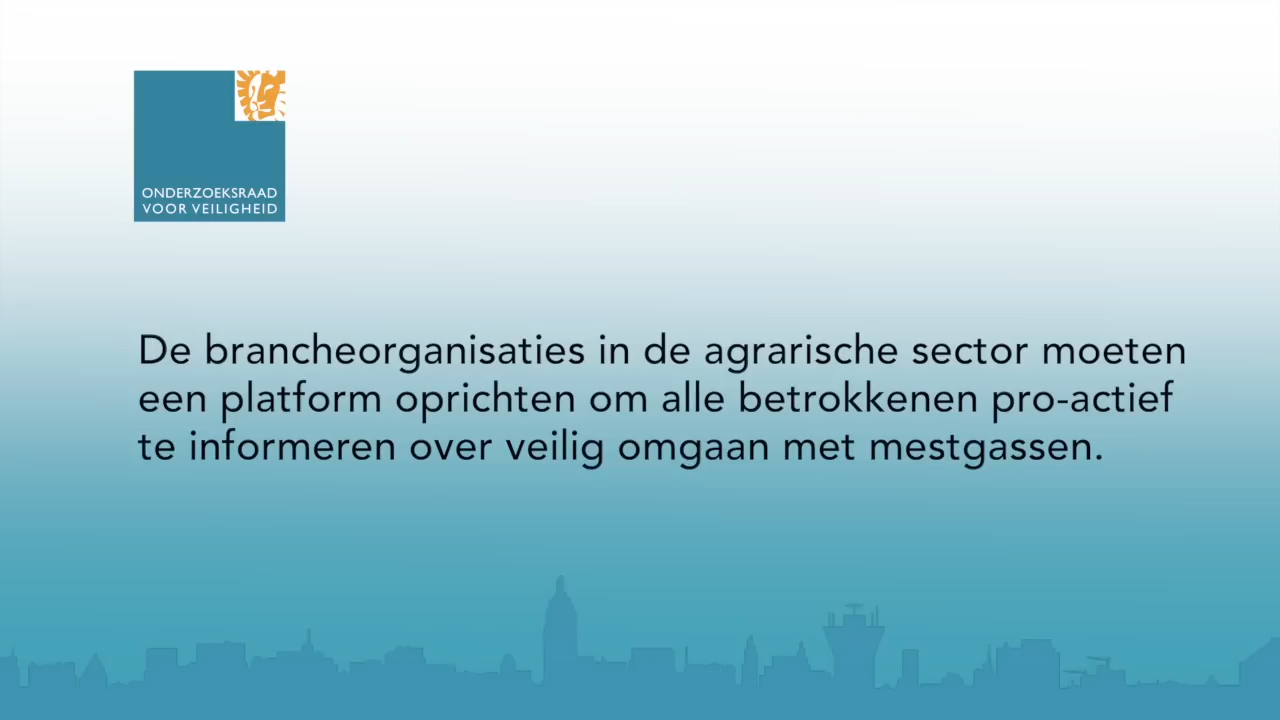 ONDERZOEKSRAAD
VOOR VEILIGHEID
De brancheorganisaties in de agrarische sector moeten
een platform oprichten om alle betrokkenen pro-actief
te informeren over veilig omgaan met mestgassen.